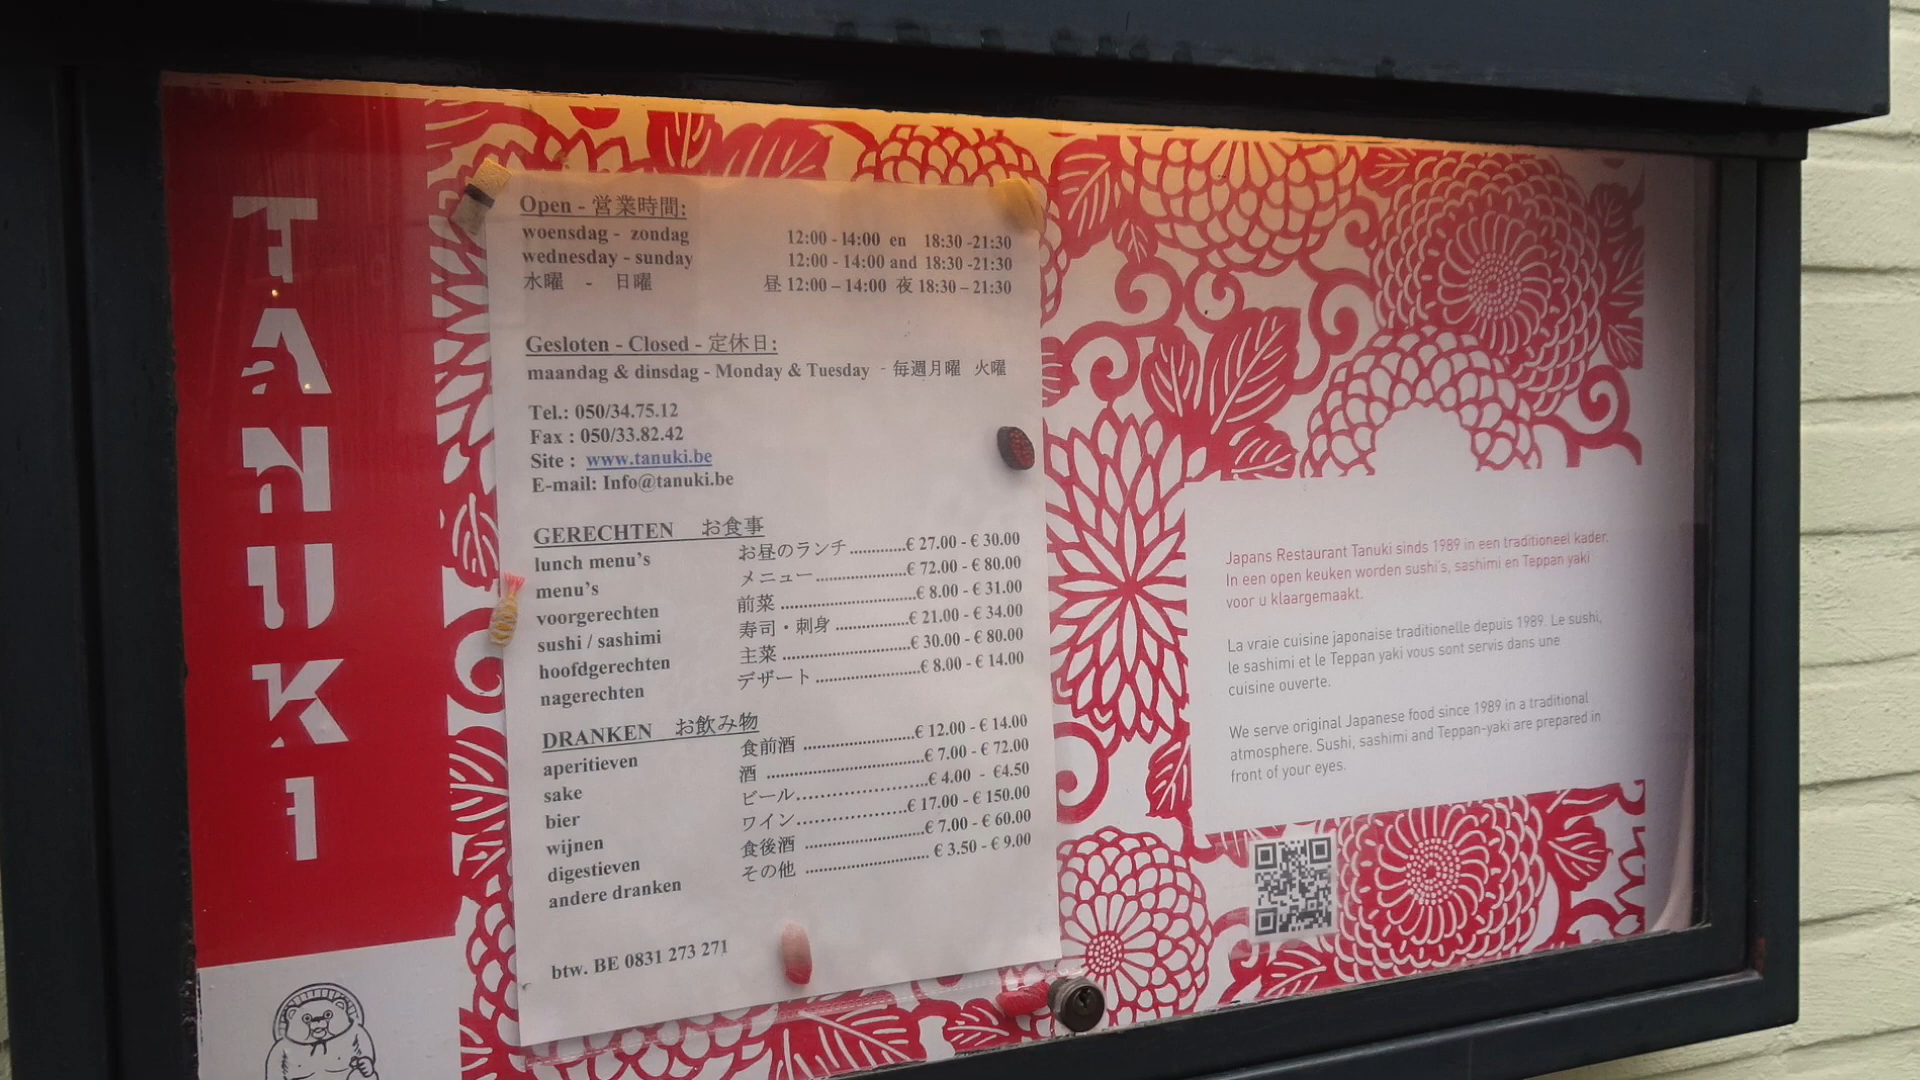 TANUKI
Open - 営業時間:
woensdag - zondag 12:00 - 14:00 en 18:30 -21:30
wednesday - sunday 12:00 - 14:00 and 18:30 -21:30
水曜 - 日曜 昼 12:00 – 14:00 夜 18:30 – 21:30
Gesloten - Closed - 定休日:
maandag & dinsdag - Monday & Tuesday - 毎週月曜 火曜
Tel.: 050/34.75.12
Fax : 050/33.82.42
Site : www.tanuki.be
E-mail: Info@tanuki.be
GERECHTEN お食事
lunch menu's お昼のランチ ............€ 27.00 - € 30.00
menu's メニュー......................€ 72.00 - € 80.00
voorgerechten 前菜 ................................€ 8.00 - € 31.00
sushi / sashimi 寿司・刺身 .................€ 21.00 - € 34.00
hoofdgerechten 主菜 ..............................€ 30.00 - € 80.00
nagerechten デザート ........................€ 8.00 - € 14.00
DRANKEN お飲み物
aperitieven 食前酒 ..........................€ 12.00 - € 14.00
sake 酒 .....................................€ 7.00 - € 72.00
bier ビール..............................€ 4.00 - €4.50
wijnen ワイン.........................€ 17.00 - € 150.00
digestieven 食後酒 ...........................€ 7.00 - € 60.00
andere dranken その他 ............................ € 3.50 - € 9.00
btw. BE 0831 273 271
Japans Restaurant Tanuki sinds 1989 in een traditioneel kader.
In een open keuken worden sushi's, sashimi en Teppan yaki
voor u klaargemaakt.
La vraie cuisine japonaise traditionelle depuis 1989. Le sushi,
le sashimi et le Teppan yaki vous sont servis dans une
cuisine ouverte.
We serve original Japanese food since 1989 in a traditional
atmosphere. Sushi, sashimi and Teppan-yaki are prepared in
front of your eyes.